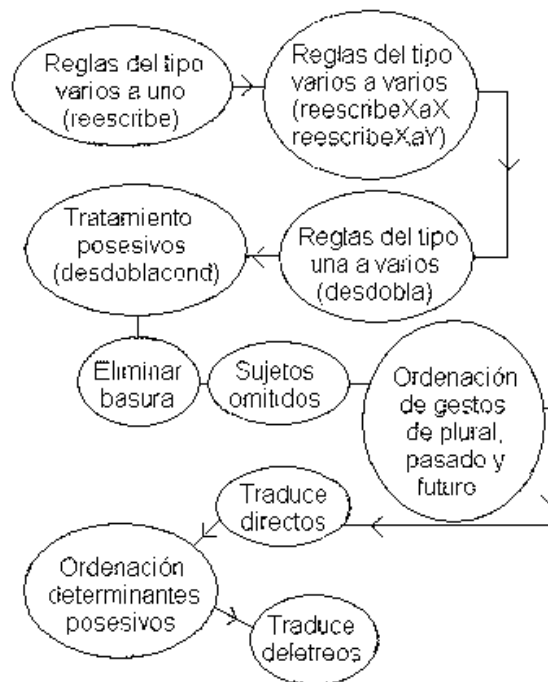 Reglas del tipo
varios a uno
(reescribe)
Reglas del tipo
varios a varios
(reescribeXaX
reescribeXaY)
Tratamiento
posesivos
(desdoblacond)
Reglas del tipo
una a varios
(desdobla)
Eliminar
basura
Sujetos
omitidos
Ordenación
de gestos
de plural,
pasado y
futuro
Traduce
directos
Ordenación
determinantes
posesivos
Traduce
deletreos